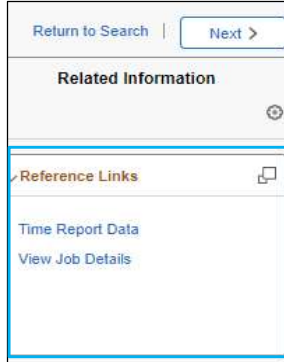 Return to Search | Next >
Related Information
Reference Links
Time Report Data
View Job Details